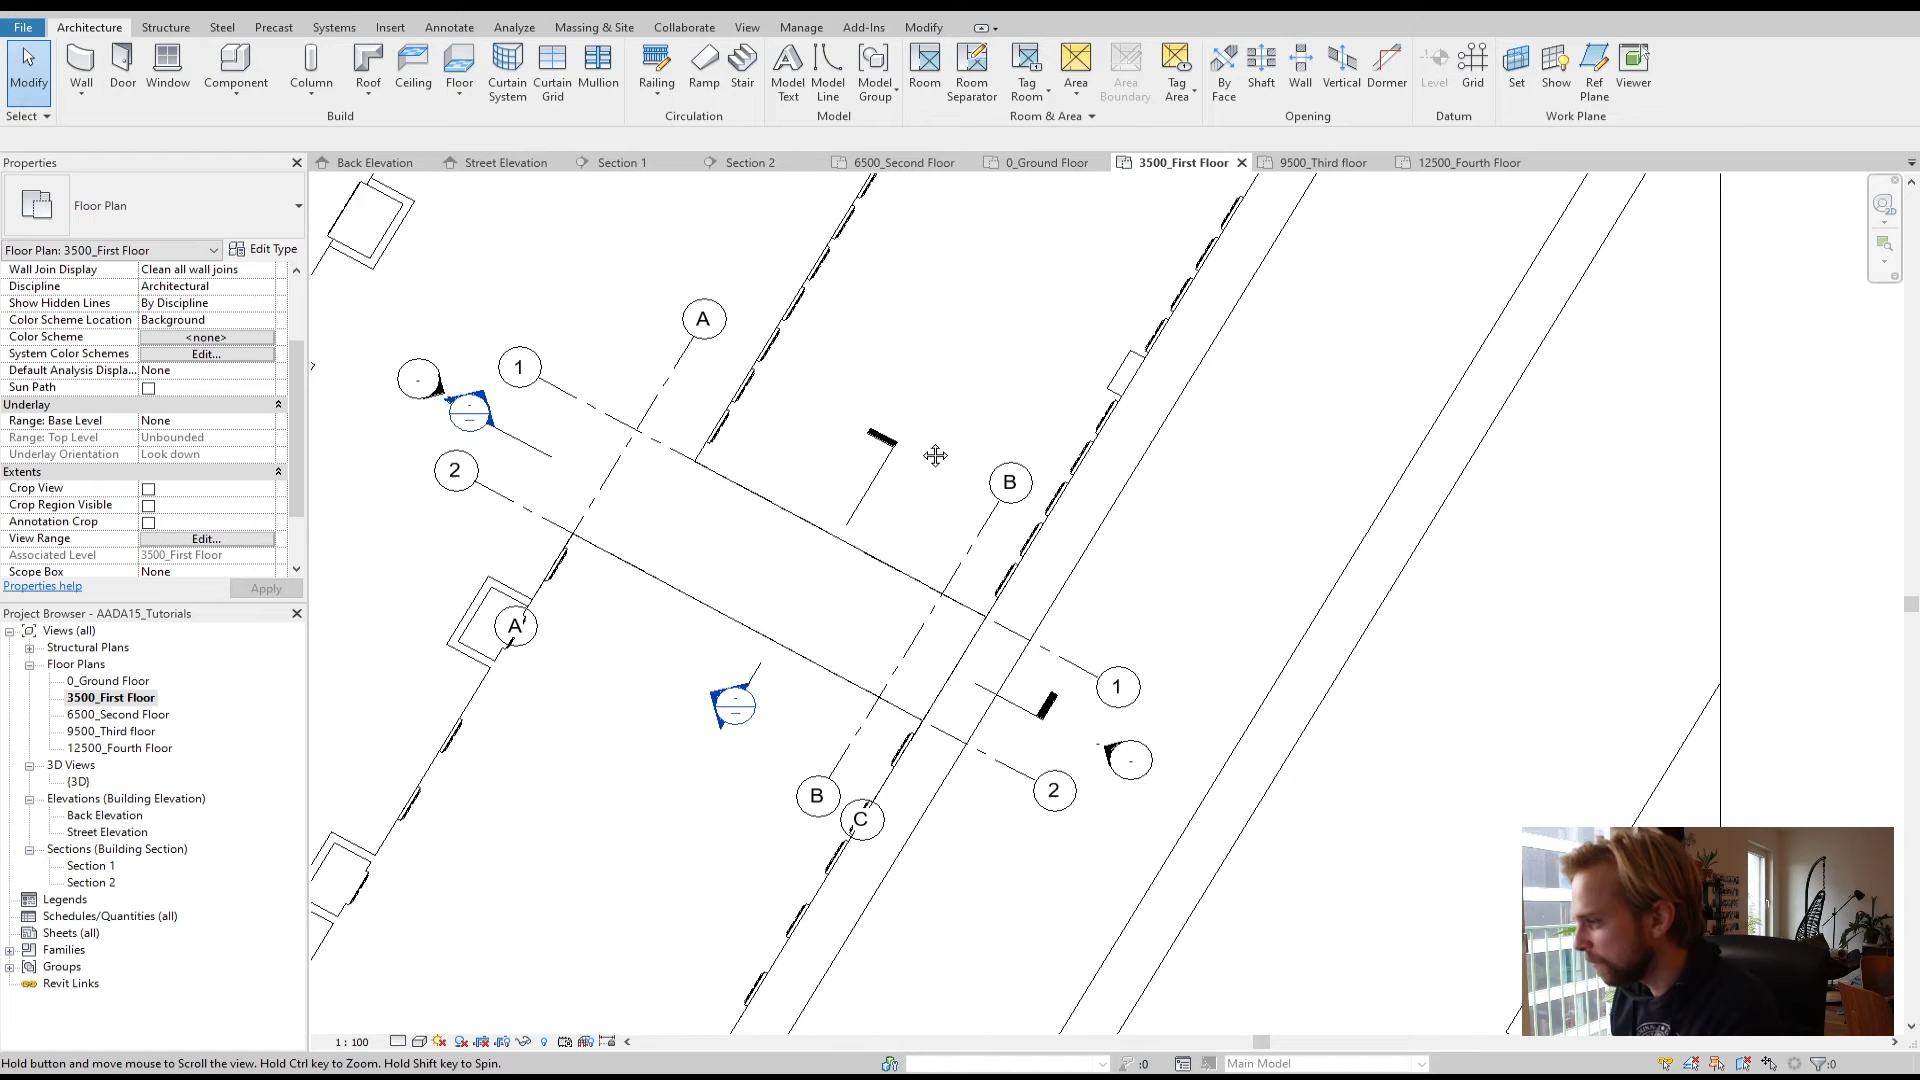 File Architecture Structure Steel Precast Systems Insert Annotate Analyze Massing & Site Collaborate View Manage Add-Ins Modify
Modify Wall Door Window Component Column Roof Ceiling Floor Curtain System Curtain Grid Mullion Railing Ramp Stair Model Text Model Line Model Group Room Room Separator Tag Room Area Area Boundary Tag Area By Face Shaft Wall Vertical Dormer Level Grid Set Show Ref Plane Viewer
Select Build Circulation Model Room & Area Opening Datum Work Plane
Properties
Back Elevation Street Elevation Section 1 Section 2 6500_Second Floor 0_Ground Floor 3500_First Floor 9500_Third floor 12500_Fourth Floor
Floor Plan
Floor Plan: 3500_First Floor Edit Type
Wall Join Display Clean all wall joins
Discipline Architectural
Show Hidden Lines By Discipline
Color Scheme Location Background
Color Scheme <none>
System Color Schemes Edit...
Default Analysis Displa... None
Sun Path
Underlay
Range: Base Level None
Range: Top Level Unbounded
Underlay Orientation Look down
Extents
Crop View
Crop Region Visible
Annotation Crop
View Range Edit...
Associated Level 3500_First Floor
Scope Box None
Properties help Apply
Project Browser - AADA15_Tutorials
Views (all)
Structural Plans
Floor Plans
0_Ground Floor
3500_First Floor
6500_Second Floor
9500_Third floor
12500_Fourth Floor
3D Views
{3D}
Elevations (Building Elevation)
Back Elevation
Street Elevation
Sections (Building Section)
Section 1
Section 2
Legends
Schedules/Quantities (all)
Sheets (all)
Families
Groups
Revit Links
A
1
2
B
A
1
2
B
C
1 : 100
Hold button and move mouse to Scroll the view. Hold Ctrl key to Zoom. Hold Shift key to Spin.
:0
Main Model
:0
2D